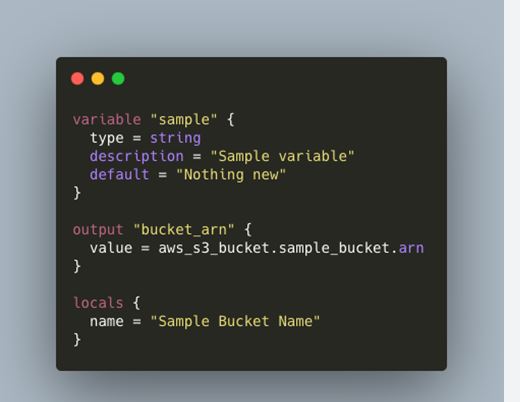 variable "sample" {
  type = string
  description = "Sample variable"
  default = "Nothing new"
}

output "bucket_arn" {
  value = aws_s3_bucket.sample_bucket.arn
}

locals {
  name = "Sample Bucket Name"
}